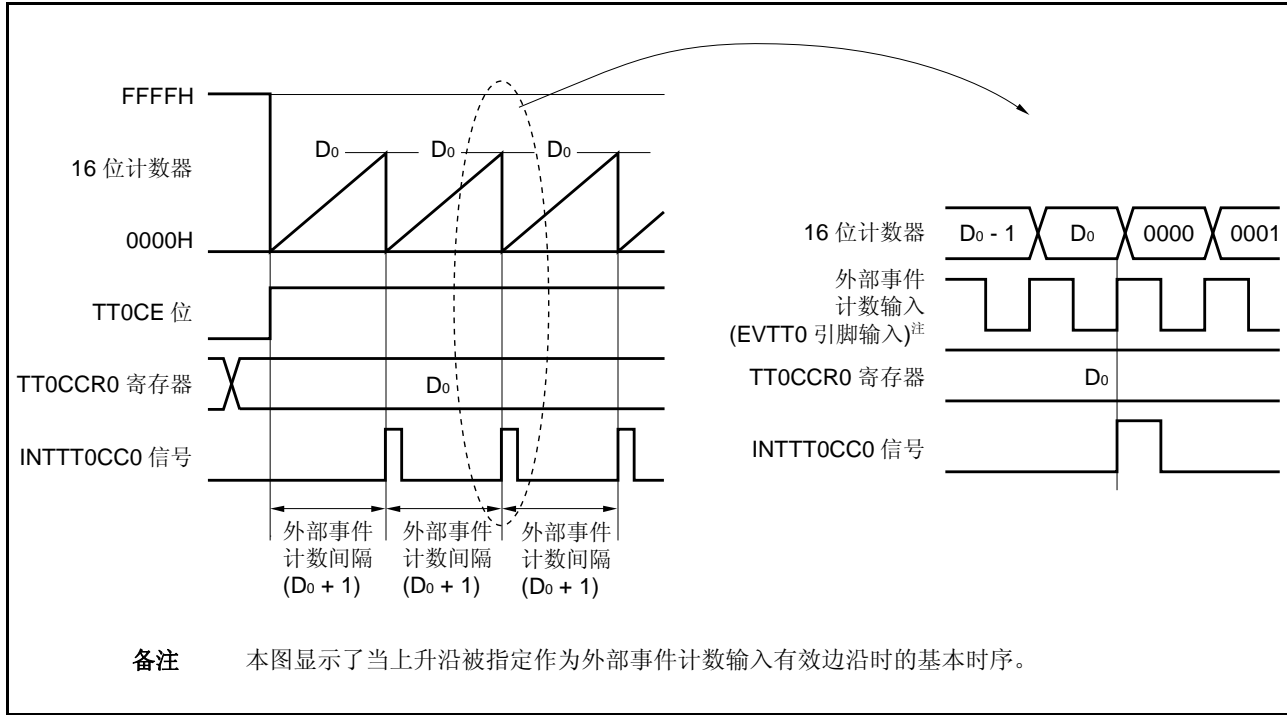 FFFFH
16 位计数器
0000H
D₀
D₀
D₀
TT0CE 位
TT0CCR0 寄存器
D₀
INTTT0CC0 信号
外部事件
计数间隔
(D₀ + 1)
外部事件
计数间隔
(D₀ + 1)
外部事件
计数间隔
(D₀ + 1)
16 位计数器
D₀ - 1
D₀
0000
0001
外部事件
计数输入
(EVTT0 引脚输入)注
TT0CCR0 寄存器
D₀
INTTT0CC0 信号
备注 本图显示了当上升沿被指定作为外部事件计数输入有效边沿时的基本时序。